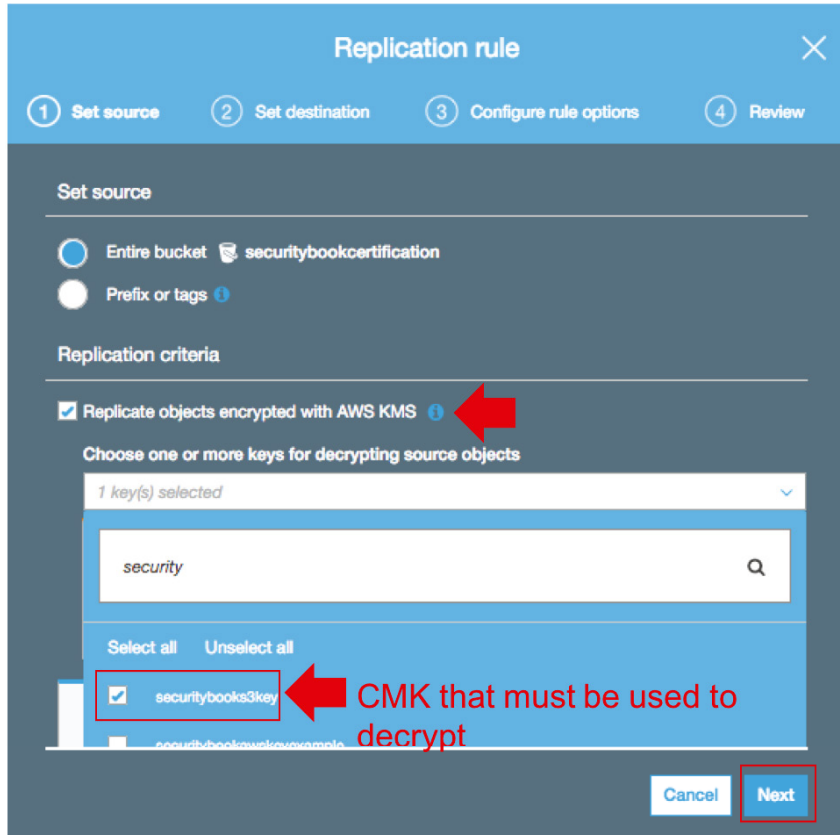 Replication rule
1 Set source 2 Set destination 3 Configure rule options 4 Review
Set source
Entire bucket securitybookcertification
Prefix or tags
Replication criteria
Replicate objects encrypted with AWS KMS
Choose one or more keys for decrypting source objects
1 key(s) selected
security
Select all Unselect all
securitybooks3key
CMK that must be used to
decrypt
Cancel Next